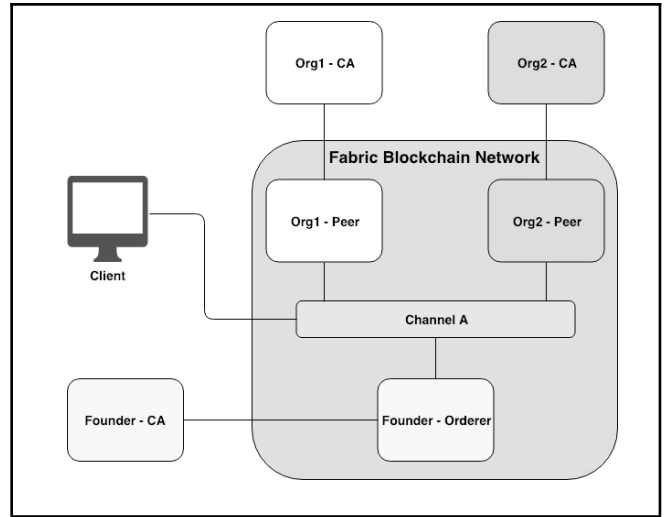 Org1 - CA
Org2 - CA
Fabric Blockchain Network
Org1 - Peer
Org2 - Peer
Client
Channel A
Founder - CA
Founder - Orderer